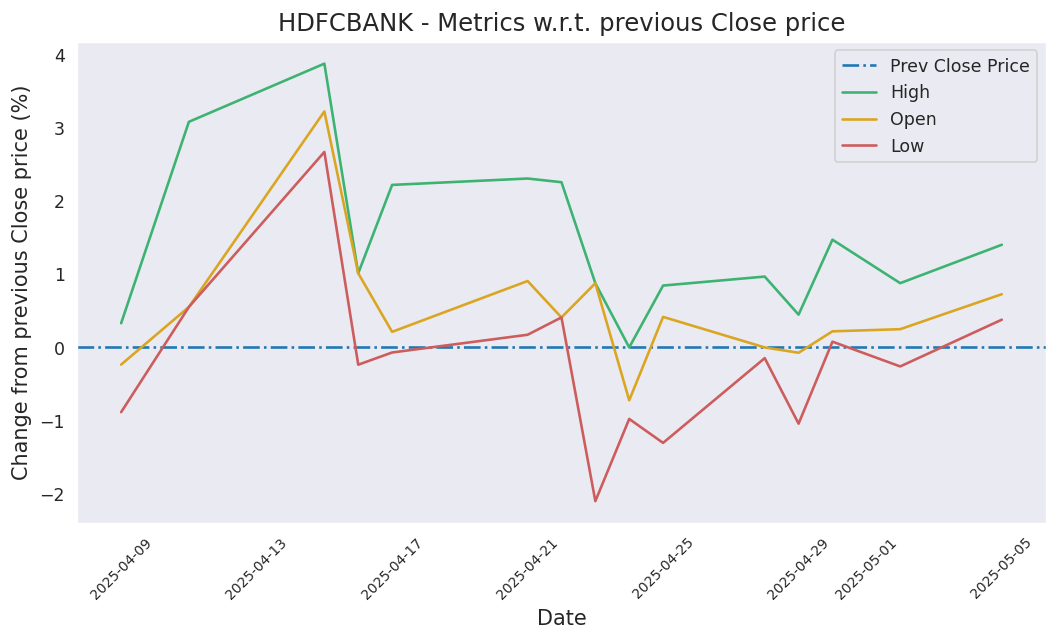 HDFCBANK - Metrics w.r.t. previous Close price
Change from previous Close price (%)
4
3
2
1
0
−1
−2
Prev Close Price
High
Open
Low
2025-04-09
2025-04-13
2025-04-17
2025-04-21
2025-04-25
2025-04-29
2025-05-01
2025-05-05
Date